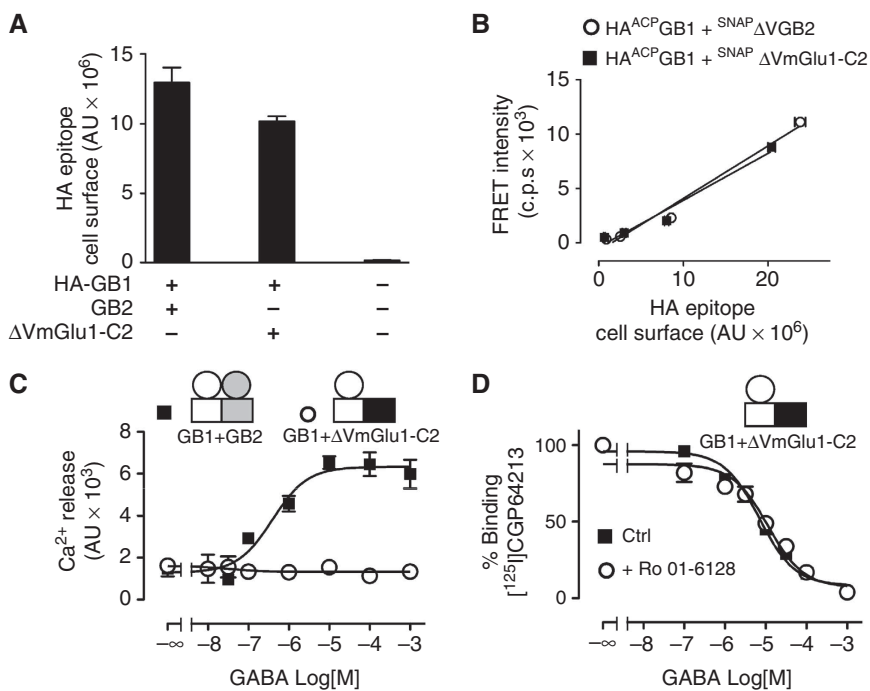 A
HA epitope
cell surface (AU × 10⁶)
15
10
5
0
HA-GB1 + + –
GB2 + – –
ΔVmGlu1-C2 – + –
B
HA^ACP GB1 + ^SNAP ΔVGB2
HA^ACP GB1 + ^SNAP ΔVmGlu1-C2
FRET intensity
(c.p.s × 10³)
15
10
5
0
0 10 20
HA epitope
cell surface (AU × 10⁶)
C
GB1+GB2 GB1+ΔVmGlu1-C2
Ca²⁺ release
(AU × 10³)
8
6
4
2
0
–∞ –8 –7 –6 –5 –4 –3
GABA Log[M]
D
GB1+ΔVmGlu1-C2
% Binding
[¹²⁵I]CGP64213
100
50
0
Ctrl
+ Ro 01-6128
–∞ –8 –7 –6 –5 –4 –3
GABA Log[M]